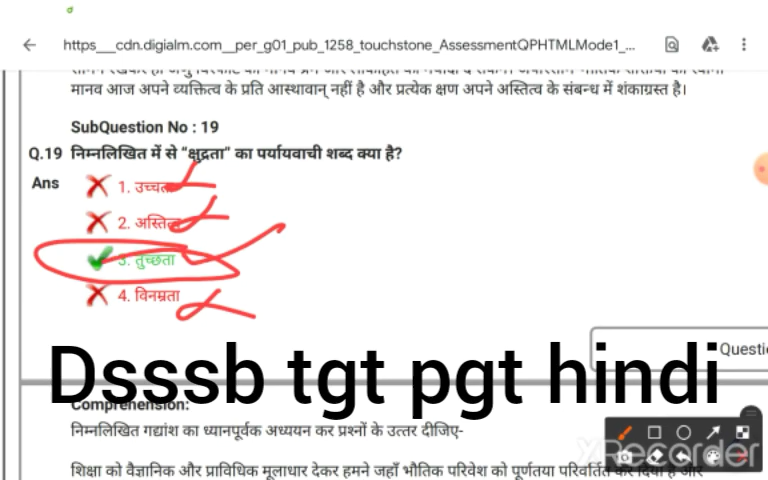 https___cdn.digialm.com__per_g01_pub_1258_touchstone_AssessmentQPHTMLMode1_...
मानव आज अपने व्यक्तित्व के प्रति आस्थावान् नहीं है और प्रत्येक क्षण अपने अस्तित्व के संबन्ध में शंकाग्रस्त है।
SubQuestion No : 19
Q.19 निम्नलिखित में से “क्षुद्रता” का पर्यायवाची शब्द क्या है?
Ans 1. उच्चता
2. अस्तित्व
3. तुच्छता
4. विनम्रता
Questi
Dsssb tgt pgt hindi
Comprehension:
निम्नलिखित गद्यांश का ध्यानपूर्वक अध्ययन कर प्रश्नों के उत्तर दीजिए-
XRecorder
शिक्षा को वैज्ञानिक और प्राविधिक मूलाधार देकर हमने जहाँ भौतिक परिवेश को पूर्णतया परिवर्तित कर दिया है और